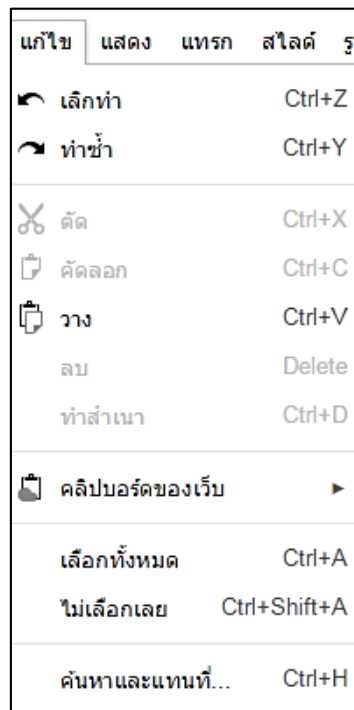 แก้ไข แสดง แทรก สไลด์
เลิกทำ Ctrl+Z
ทำซ้ำ Ctrl+Y
ตัด Ctrl+X
คัดลอก Ctrl+C
วาง Ctrl+V
ลบ Delete
ทำสำเนา Ctrl+D
คลิปบอร์ดของเว็บ ►
เลือกทั้งหมด Ctrl+A
ไม่เลือกเลย Ctrl+Shift+A
ค้นหาและแทนที่... Ctrl+H